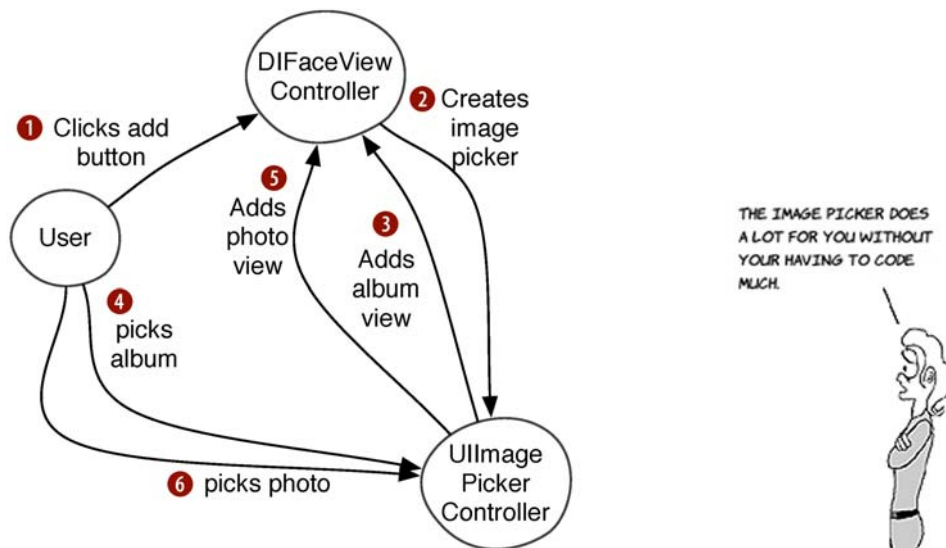 DIFaceView
Controller
2 Creates
image
picker
1 Clicks add
button
5
Adds
photo
view
3
Adds
album
view
User
4
picks
album
6 picks photo
UIImage
Picker
Controller
THE IMAGE PICKER DOES
A LOT FOR YOU WITHOUT
YOUR HAVING TO CODE
MUCH.